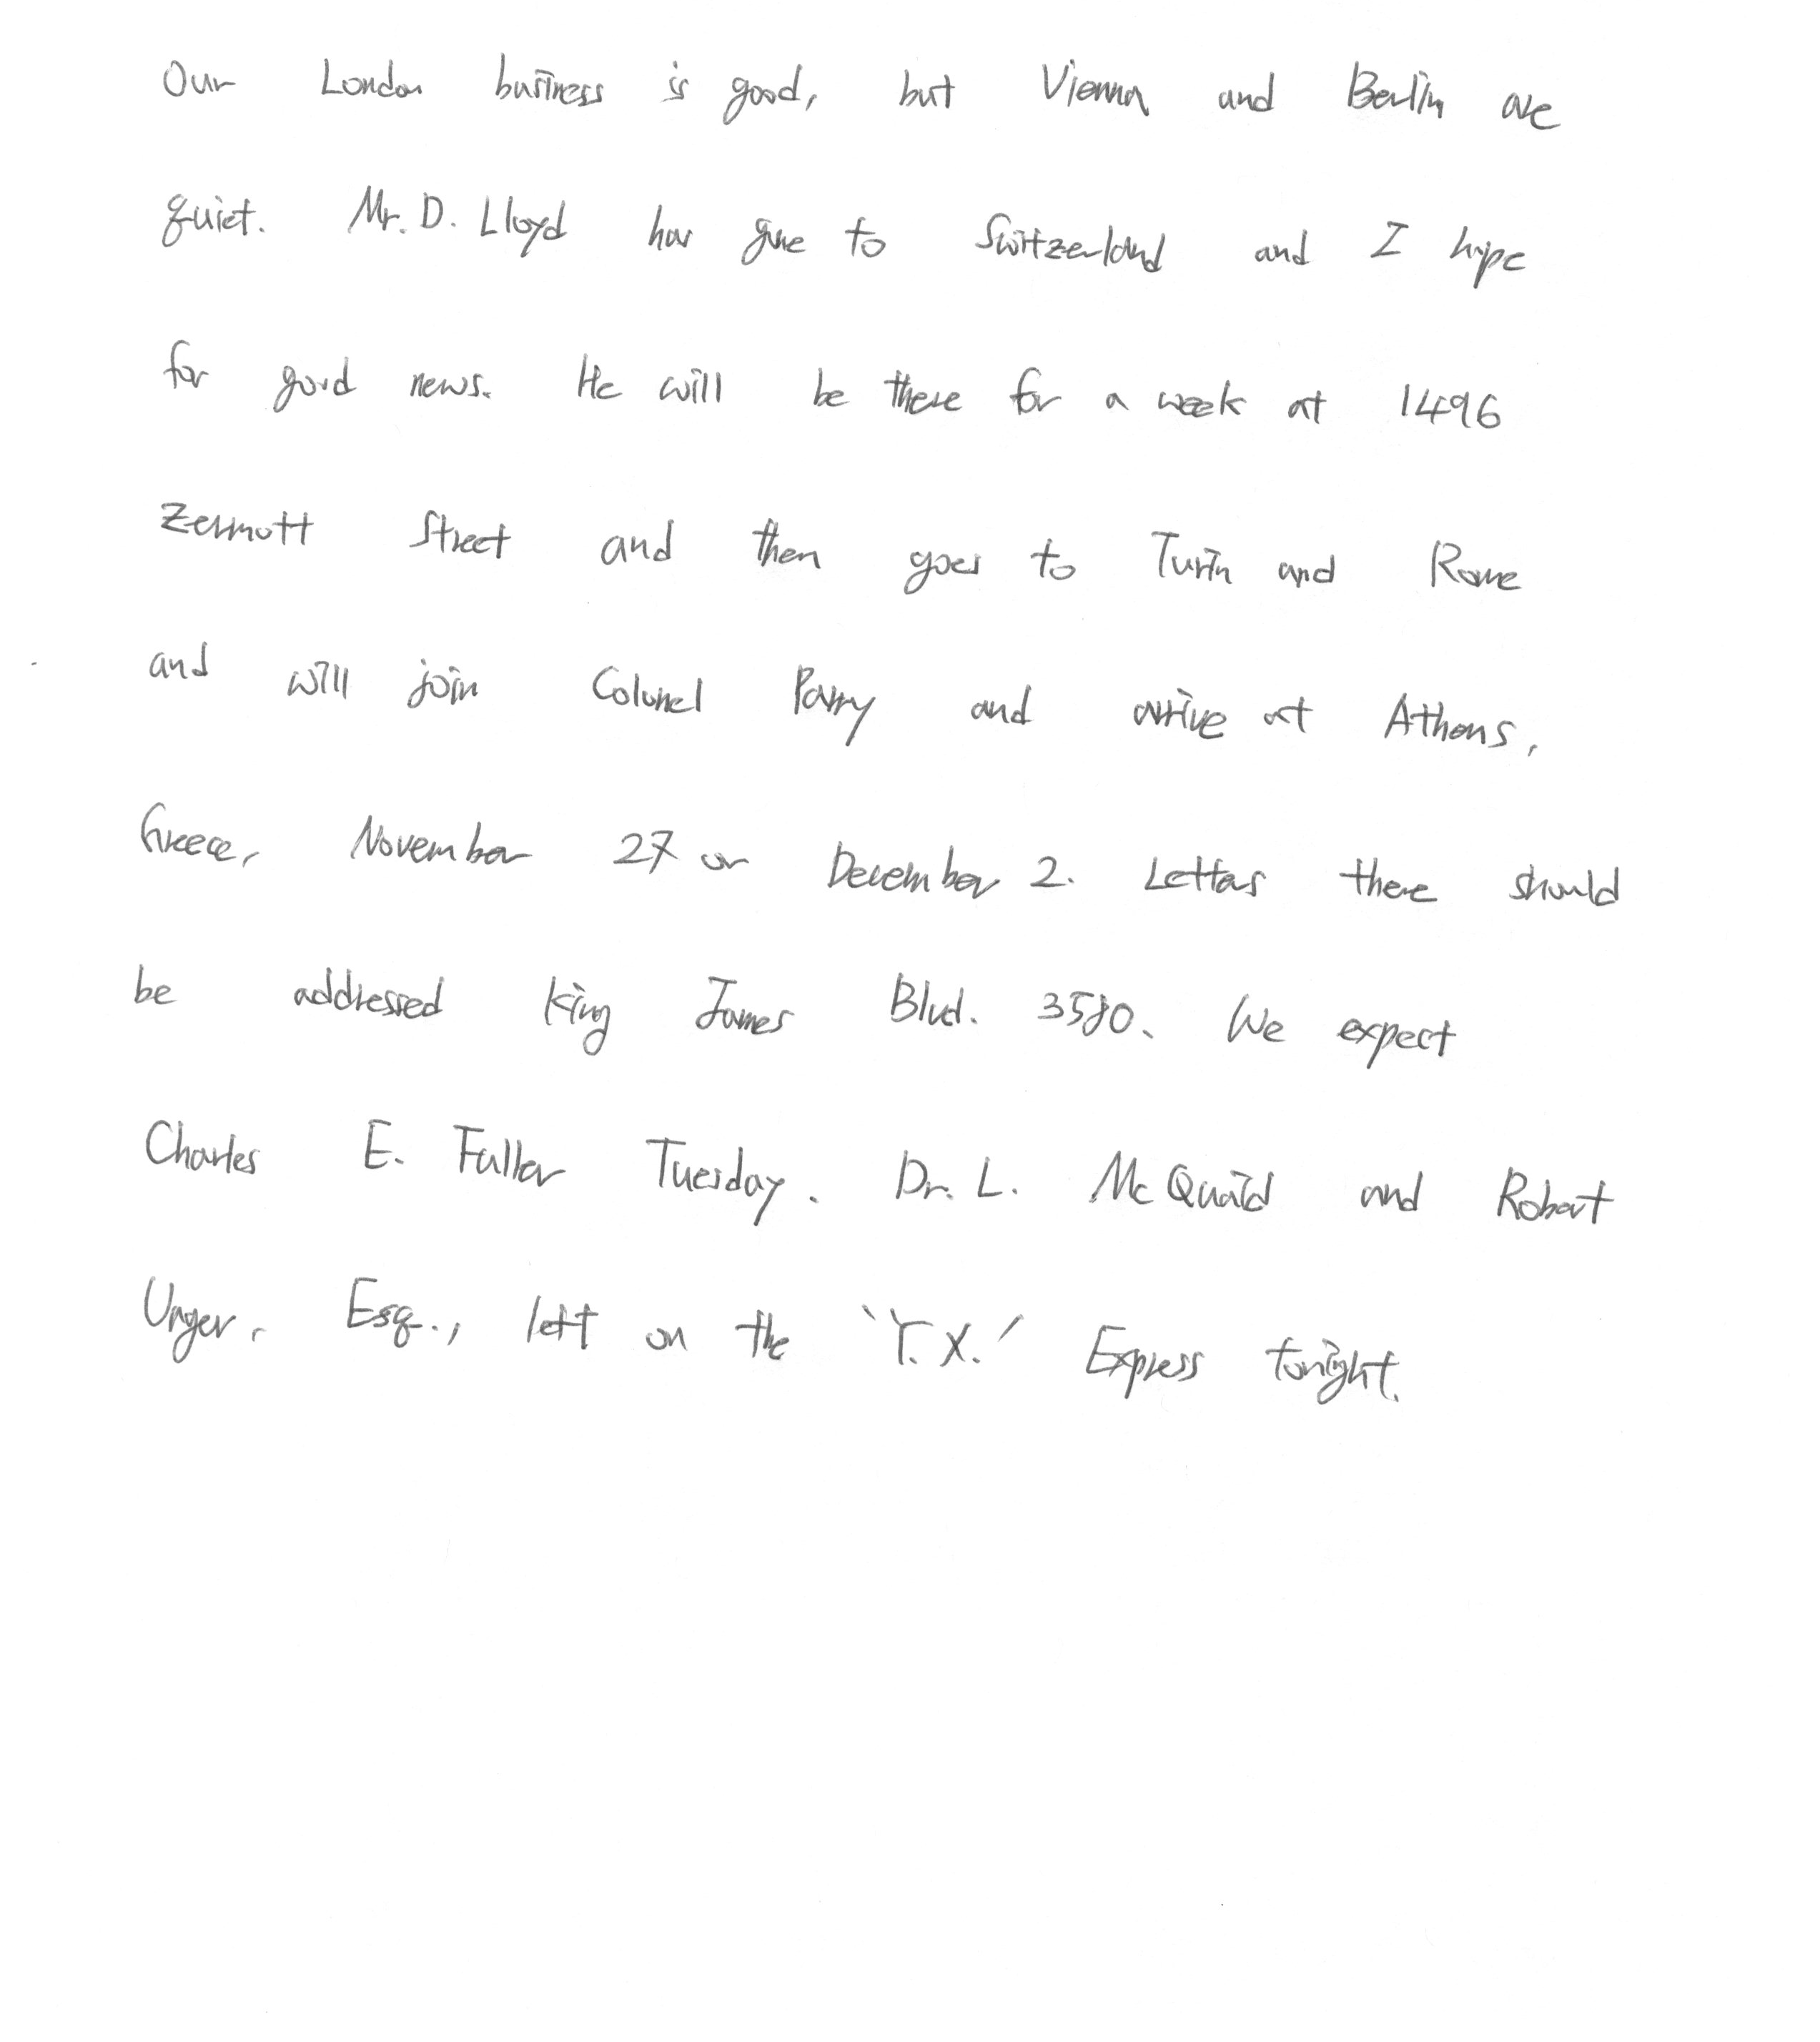 Our London business is good, but Vienna and Berlin are
quiet. Mr. D. Lloyd has gone to Switzerland and I hope
for good news. He will be there for a week at 1496
Zermott Street and then goes to Turin and Rome
and will join Colonel Parry and arrive at Athens,
Greece, November 27 or December 2. Letters there should
be addressed King James Blvd. 3580. We expect
Charles E. Fuller Tuesday. Dr. L. McQuaid and Robert
Unger, Esq., left on the 'Y.X.' Express tonight.